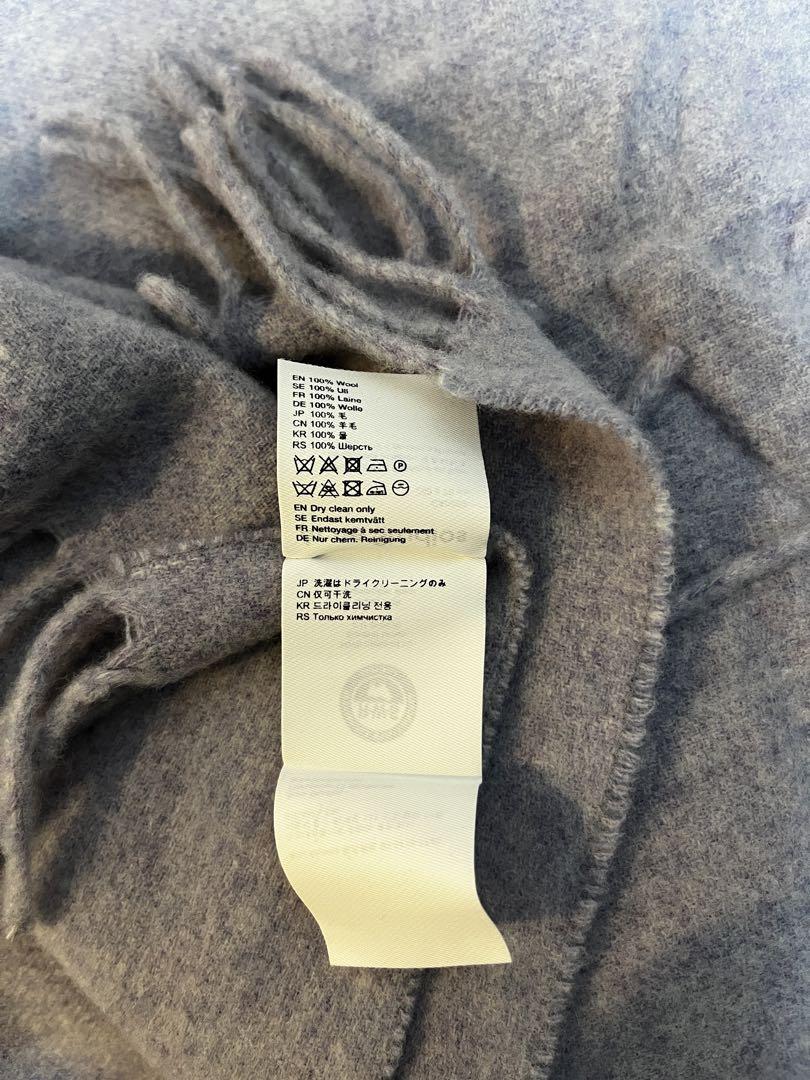 EN 100% Wool
SE 100% Ull
FR 100% Laine
DE 100% Wolle
JP 100% 毛
CN 100% 羊毛
KR 100% 울
RS 100% Шерсть
P
EN Dry clean only
SE Endast kemtvätt
FR Nettoyage à sec seulement
DE Nur chem. Reinigung
JP 洗濯はドライクリーニングのみ
CN 仅可干洗
KR 드라이클리닝 전용
RS Только химчистка